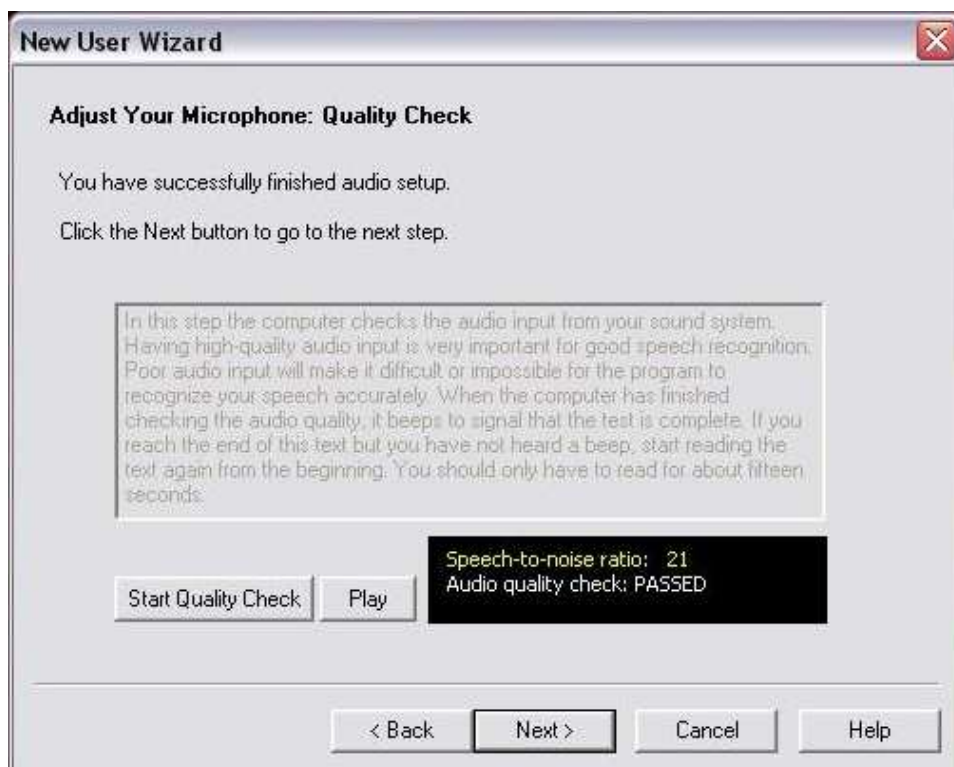 New User Wizard
Adjust Your Microphone: Quality Check
You have successfully finished audio setup.
Click the Next button to go to the next step.
In this step the computer checks the audio input from your sound system.
Having high-quality audio input is very important for good speech recognition.
Poor audio input will make it difficult or impossible for the program to
recognize your speech accurately. When the computer has finished
checking the audio quality, it beeps to signal that the test is complete. If you
reach the end of this text but you have not heard a beep, start reading the
text again from the beginning. You should only have to read for about fifteen
seconds.
Speech-to-noise ratio: 21
Audio quality check: PASSED
Start Quality Check Play
< Back Next > Cancel Help